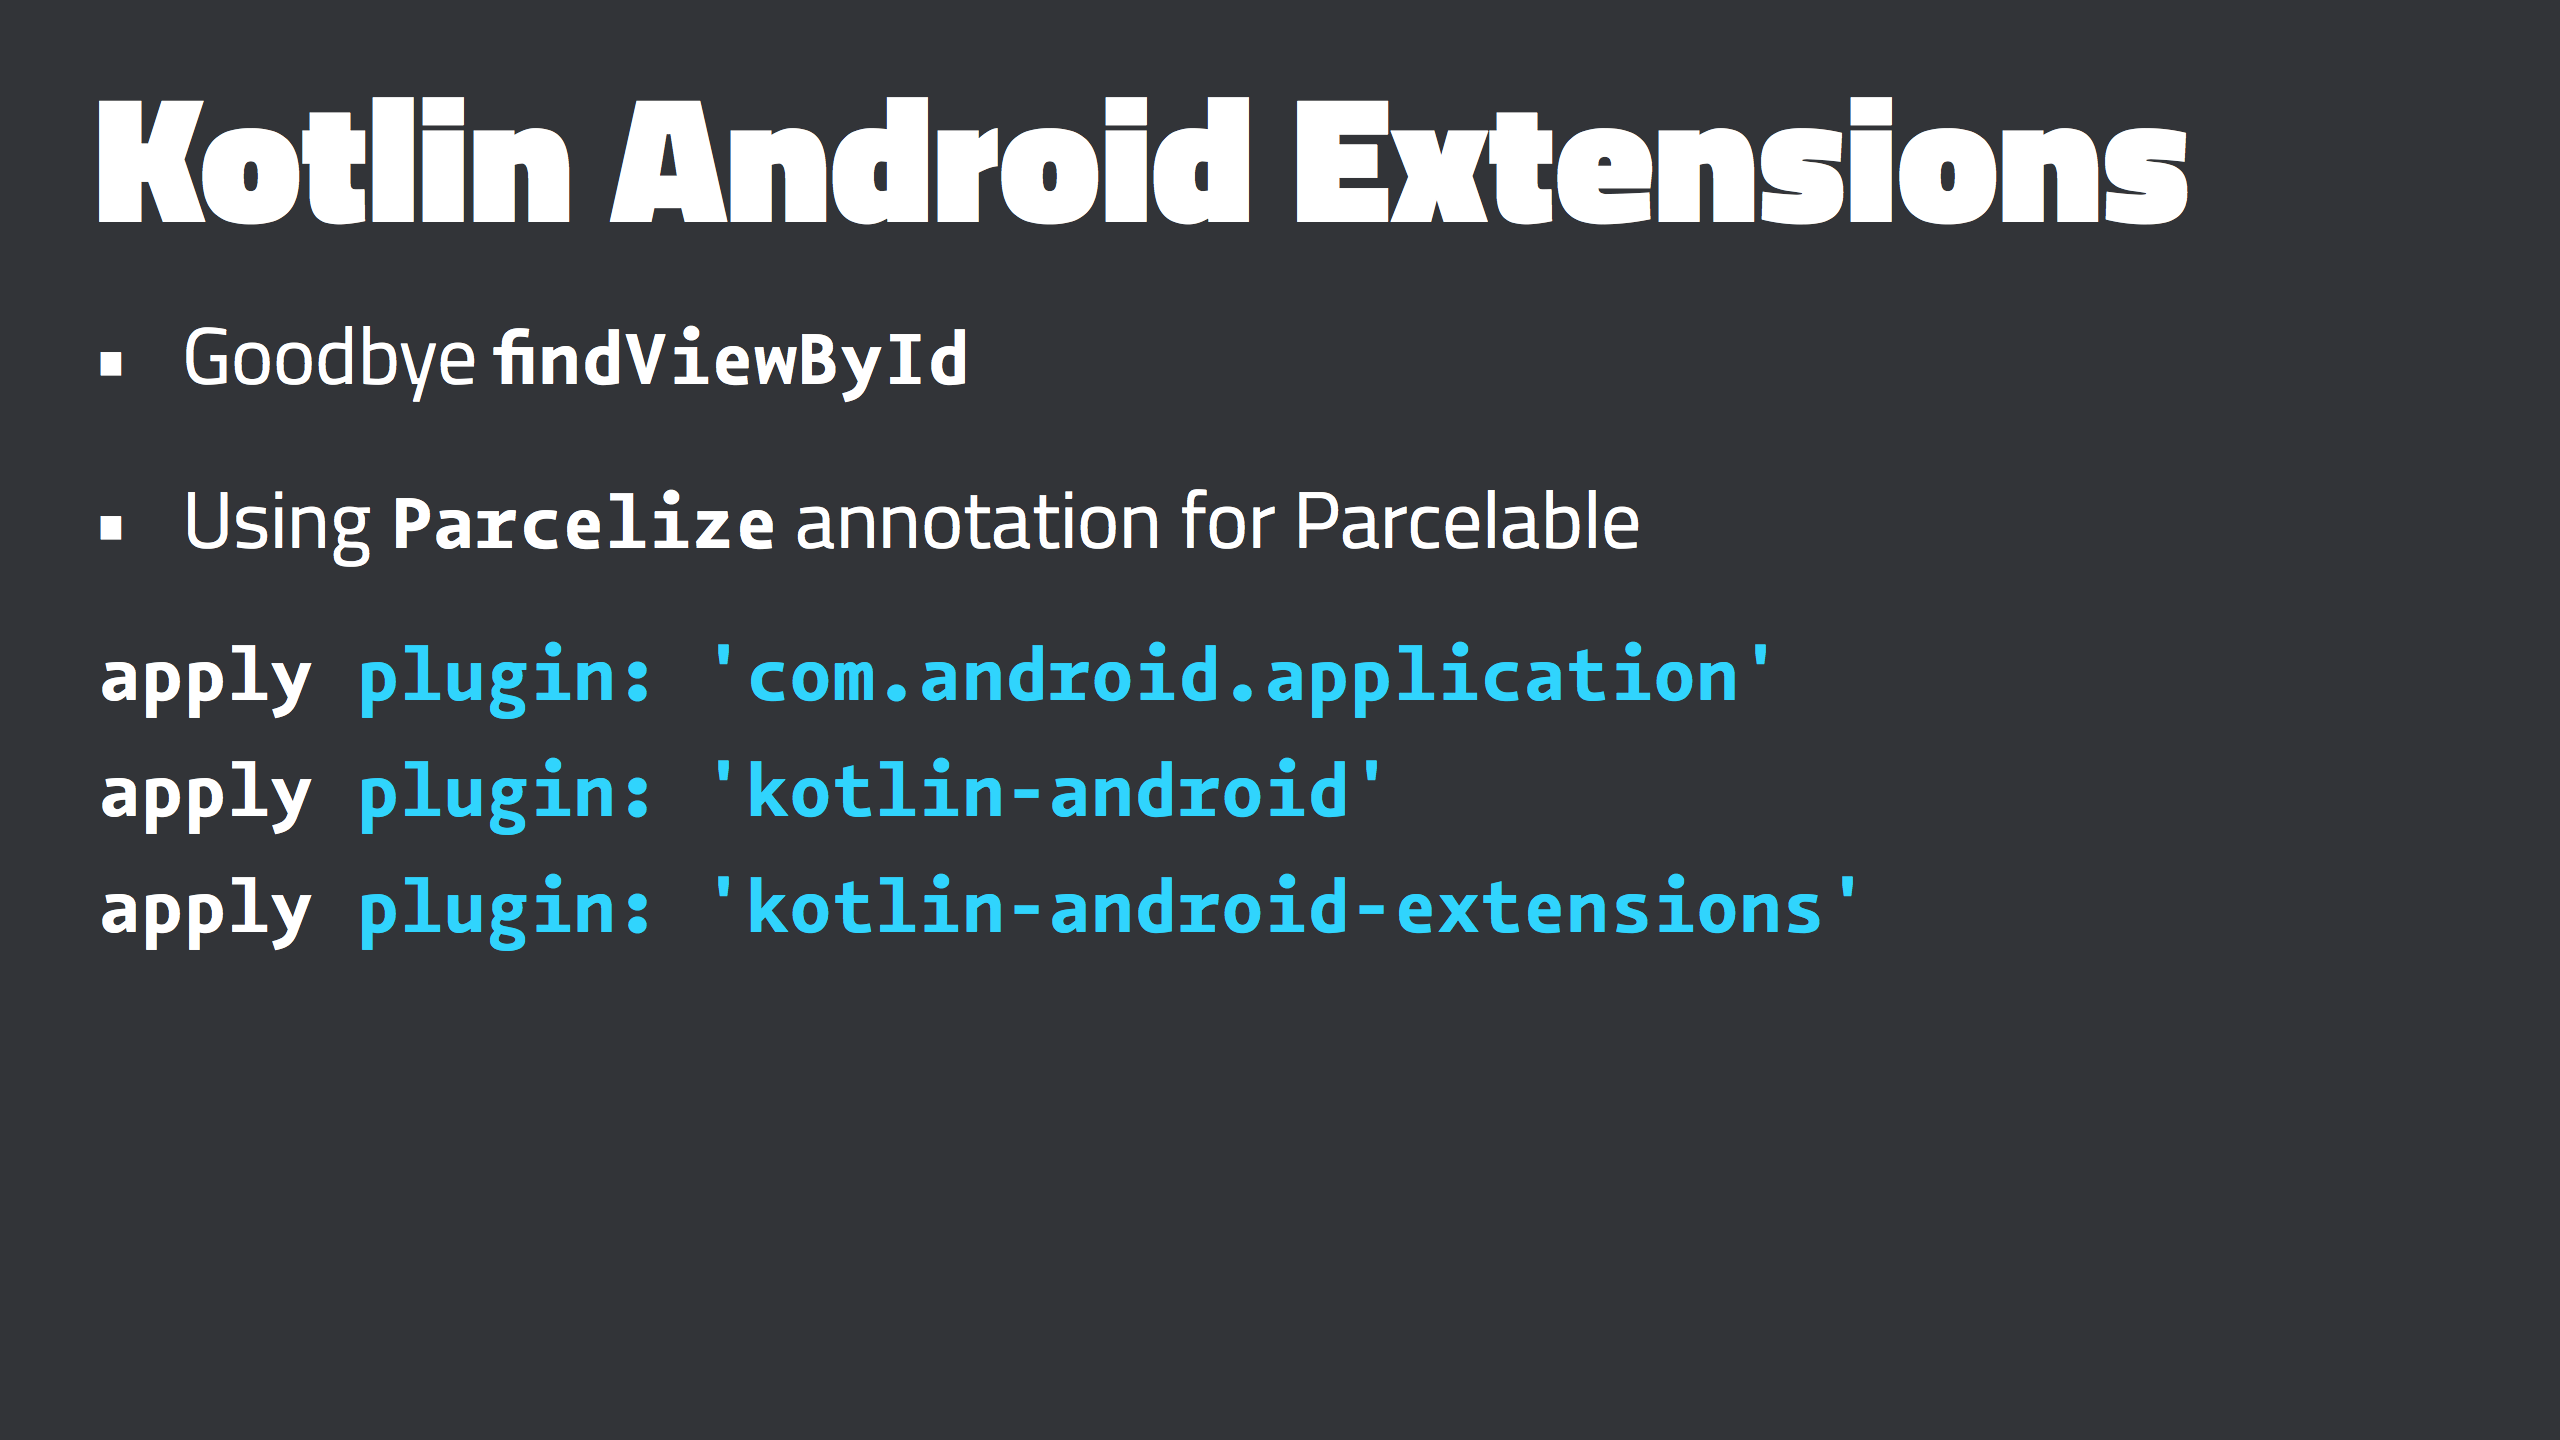 Kotlin Android Extensions
▪ Goodbye findViewById
▪ Using Parcelize annotation for Parcelable
apply plugin: 'com.android.application'
apply plugin: 'kotlin-android'
apply plugin: 'kotlin-android-extensions'